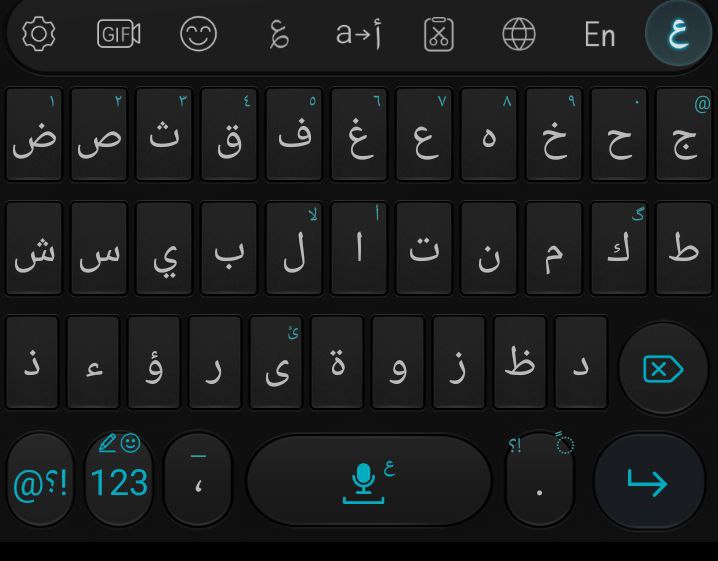 GIF ع a→أ En ع
١ ٢ ٣ ٤ ٥ ٦ ٧ ٨ ٩ ٠ @
ض ص ث ق ف غ ع ه خ ح ج
لا أ گ
ش س ي ب ل ا ت ن م ك ط
ئ
ذ ء ؤ ر ى ة و ز ظ د
@؟! 123 ـ ، ع ؟! ً .